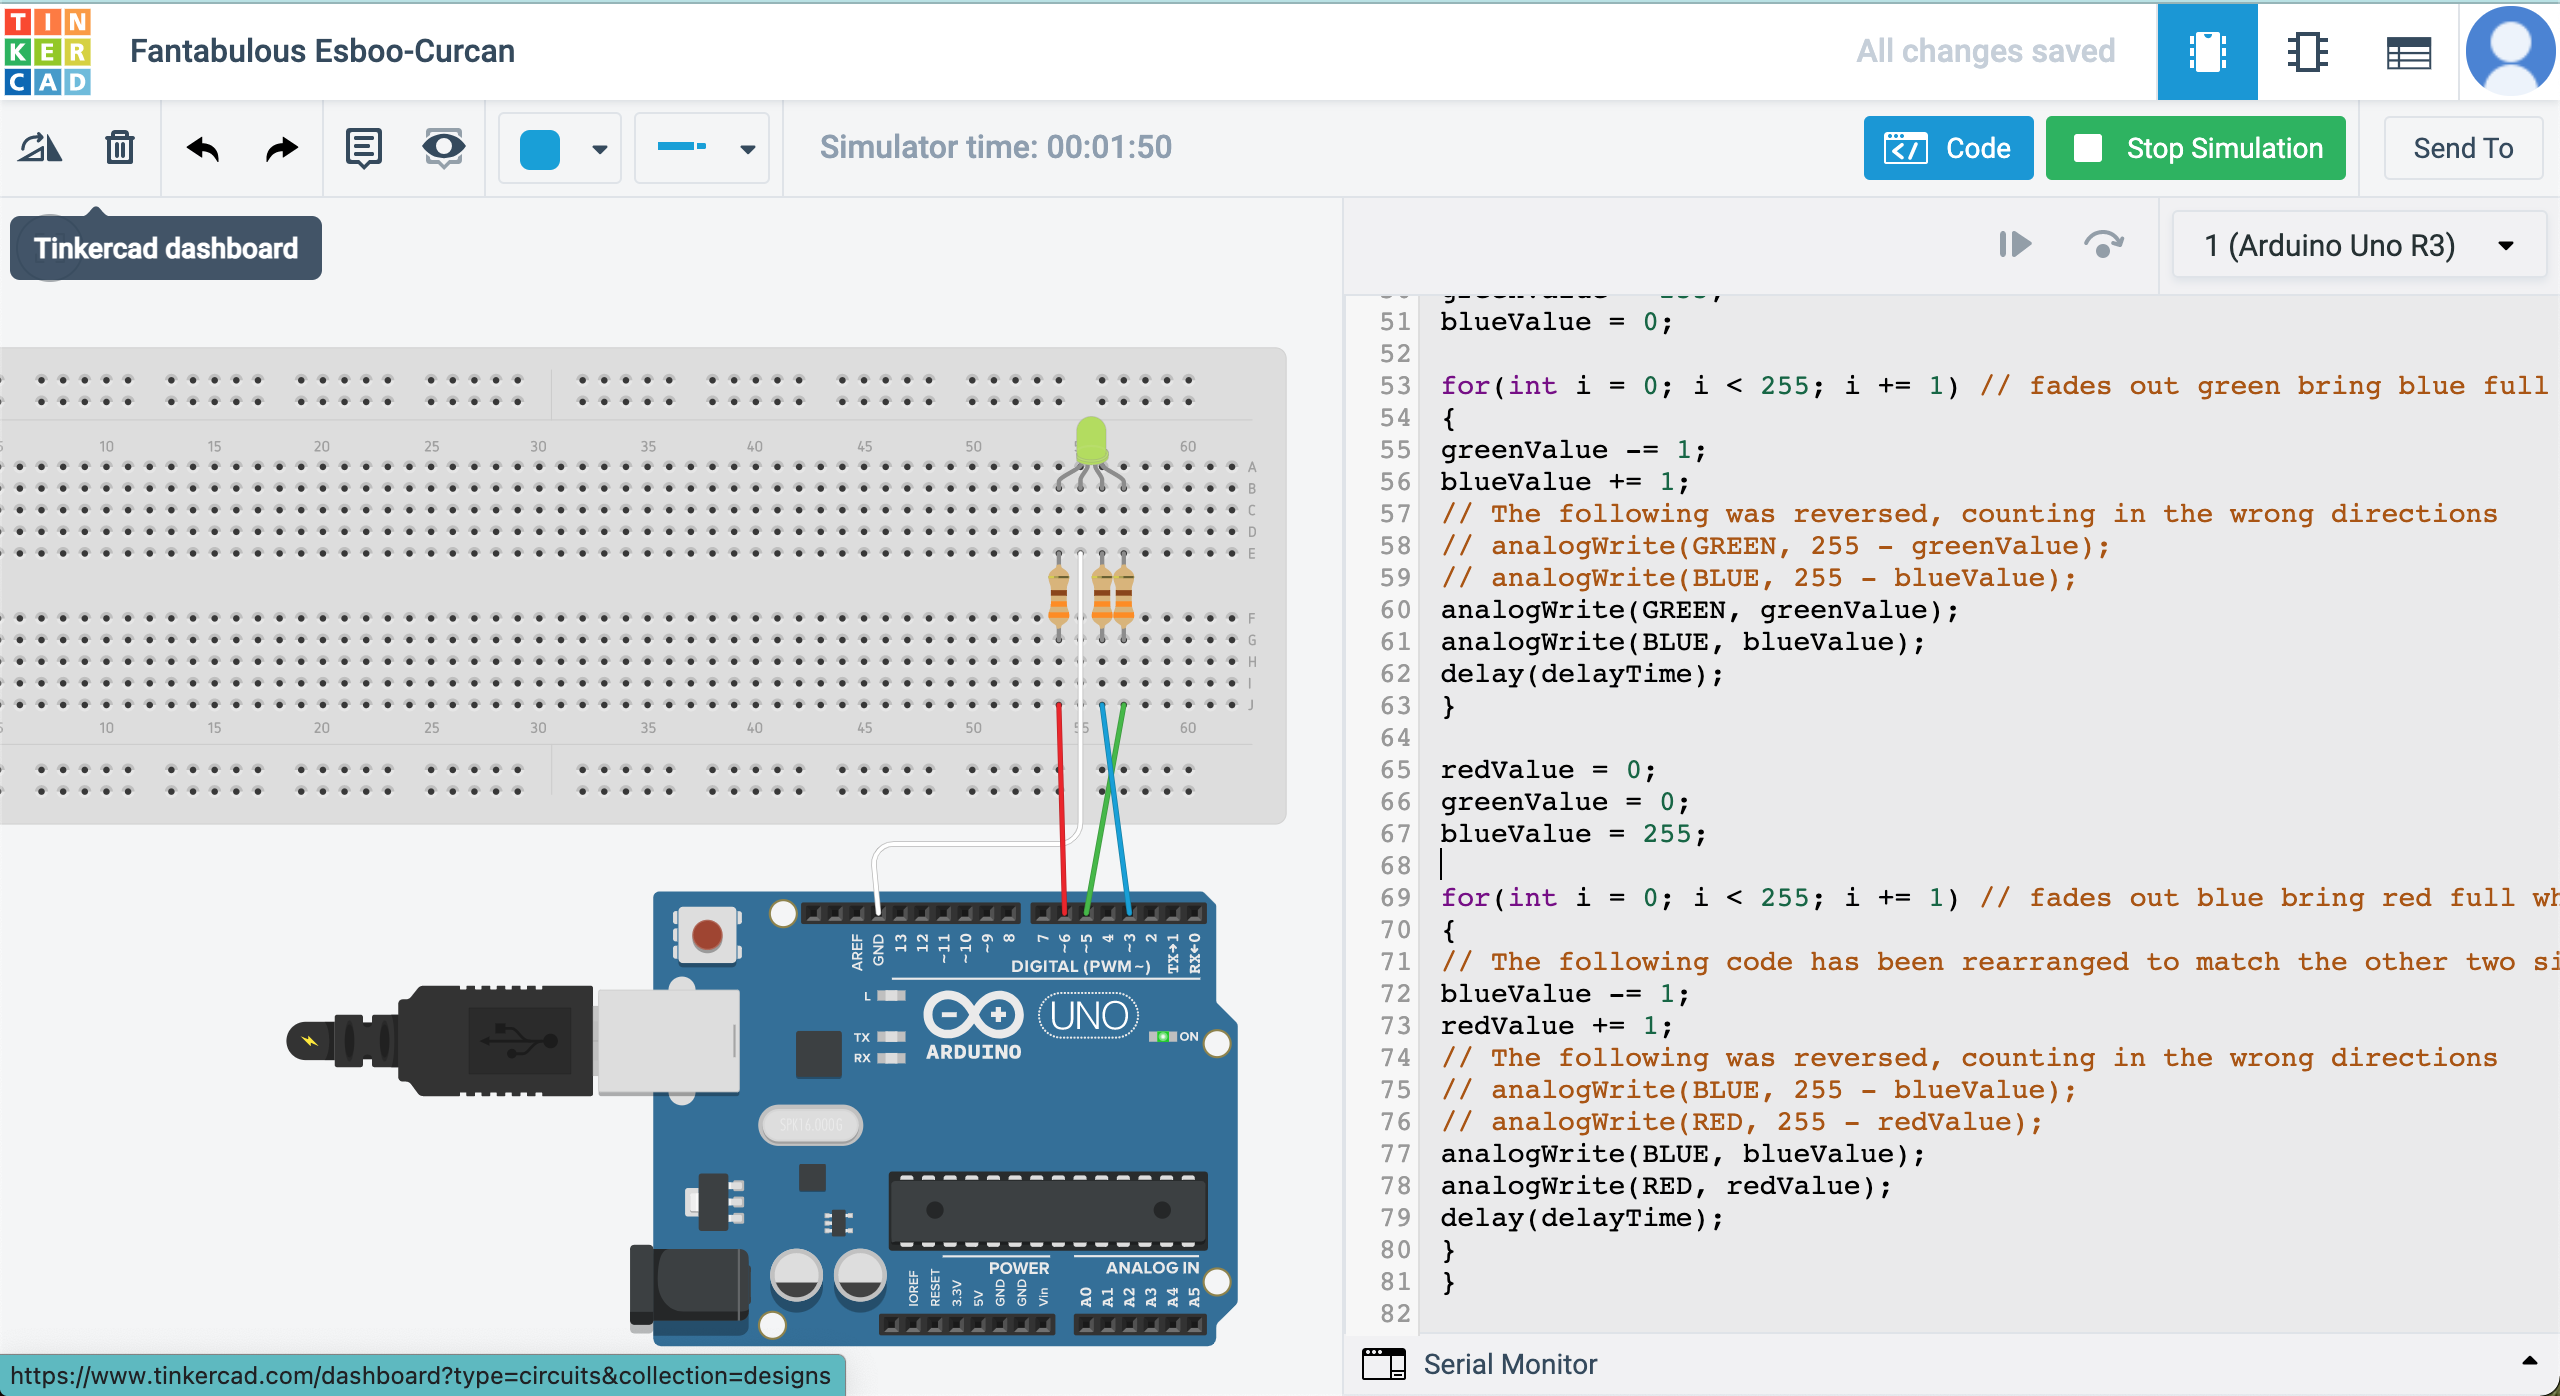 TIN
KER
CAD
Fantabulous Esboo-Curcan
All changes saved
Simulator time: 00:01:50
Code
Stop Simulation
Send To
Tinkercad dashboard
1 (Arduino Uno R3)
10 15 20 25 30 35 40 45 50 60
A
B
C
D
E
F
G
H
I
J
10 15 20 25 30 35 40 45 50 55 60
AREF
GND
13
12
~11
~10
~9
8
7
~6
~5
4
~3
2
TX→1
RX←0
DIGITAL (PWM~)
L
TX
RX
UNO
ARDUINO
ON
SPK16.000G
POWER
ANALOG IN
IOREF
RESET
3.3V
5V
GND
GND
Vin
A0
A1
A2
A3
A4
A5
51 blueValue = 0;
52
53 for(int i = 0; i < 255; i += 1) // fades out green bring blue full
54 {
55 greenValue -= 1;
56 blueValue += 1;
57 // The following was reversed, counting in the wrong directions
58 // analogWrite(GREEN, 255 - greenValue);
59 // analogWrite(BLUE, 255 - blueValue);
60 analogWrite(GREEN, greenValue);
61 analogWrite(BLUE, blueValue);
62 delay(delayTime);
63 }
64
65 redValue = 0;
66 greenValue = 0;
67 blueValue = 255;
68
69 for(int i = 0; i < 255; i += 1) // fades out blue bring red full wh
70 {
71 // The following code has been rearranged to match the other two si
72 blueValue -= 1;
73 redValue += 1;
74 // The following was reversed, counting in the wrong directions
75 // analogWrite(BLUE, 255 - blueValue);
76 // analogWrite(RED, 255 - redValue);
77 analogWrite(BLUE, blueValue);
78 analogWrite(RED, redValue);
79 delay(delayTime);
80 }
81 }
82
Serial Monitor
https://www.tinkercad.com/dashboard?type=circuits&collection=designs